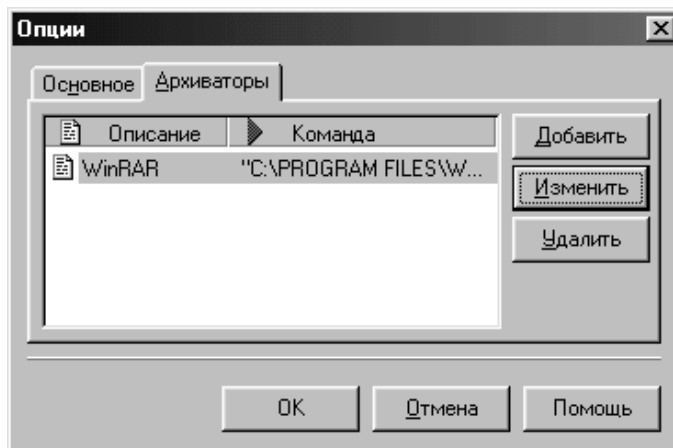 Опции
Основное Архиваторы
Описание Команда Добавить
WinRAR "C:\PROGRAM FILES\W...
Изменить
Удалить
OK Отмена Помощь